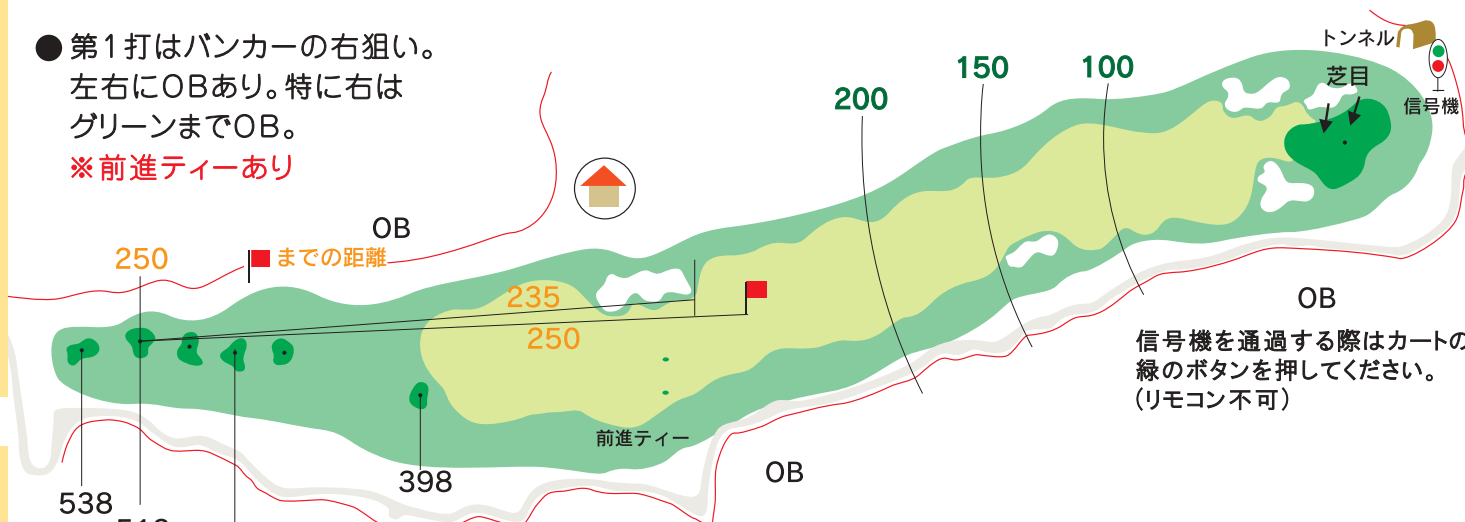 ●第1打はバンカーの右狙い。
左右にOBあり。特に右は
グリーンまでOB。
※前進ティーあり
トンネル
芝目
信号機
100
150
200
OB
250
までの距離
235
250
OB
信号機を通過する際はカートの
緑のボタンを押してください。
(リモコン不可)
前進ティー
OB
398
538